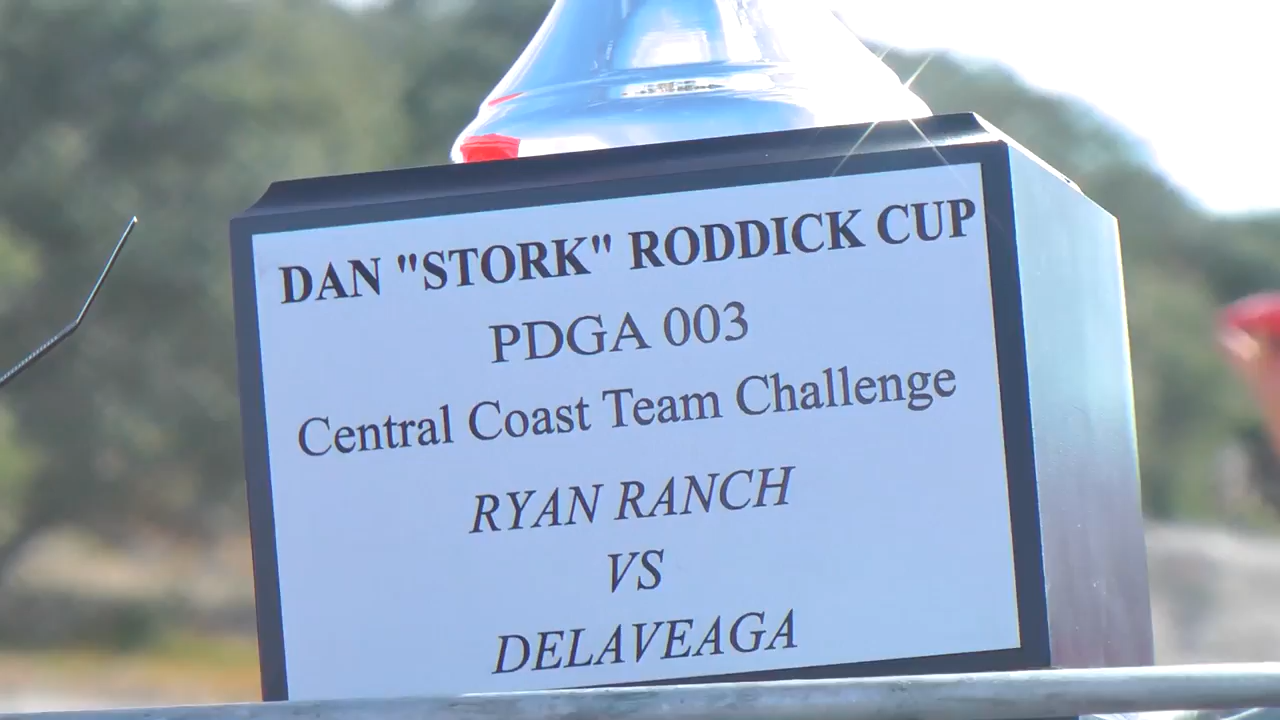 DAN "STORK" RODDICK CUP
PDGA 003
Central Coast Team Challenge
RYAN RANCH
VS
DELAVEAGA